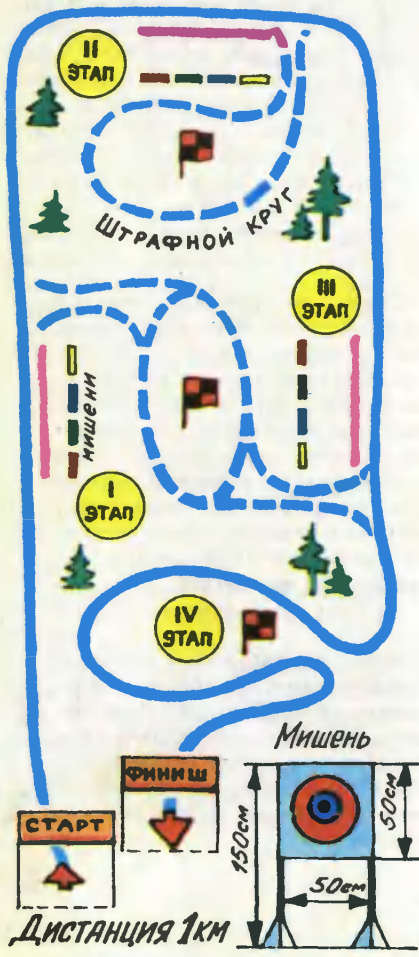 II
ЭТАП
ШТРАФНОЙ КРУГ
III
ЭТАП
мишени
I
ЭТАП
IV
ЭТАП
Мишень
ФИНИШ
СТАРТ
150см
50см
50см
Дистанция 1км